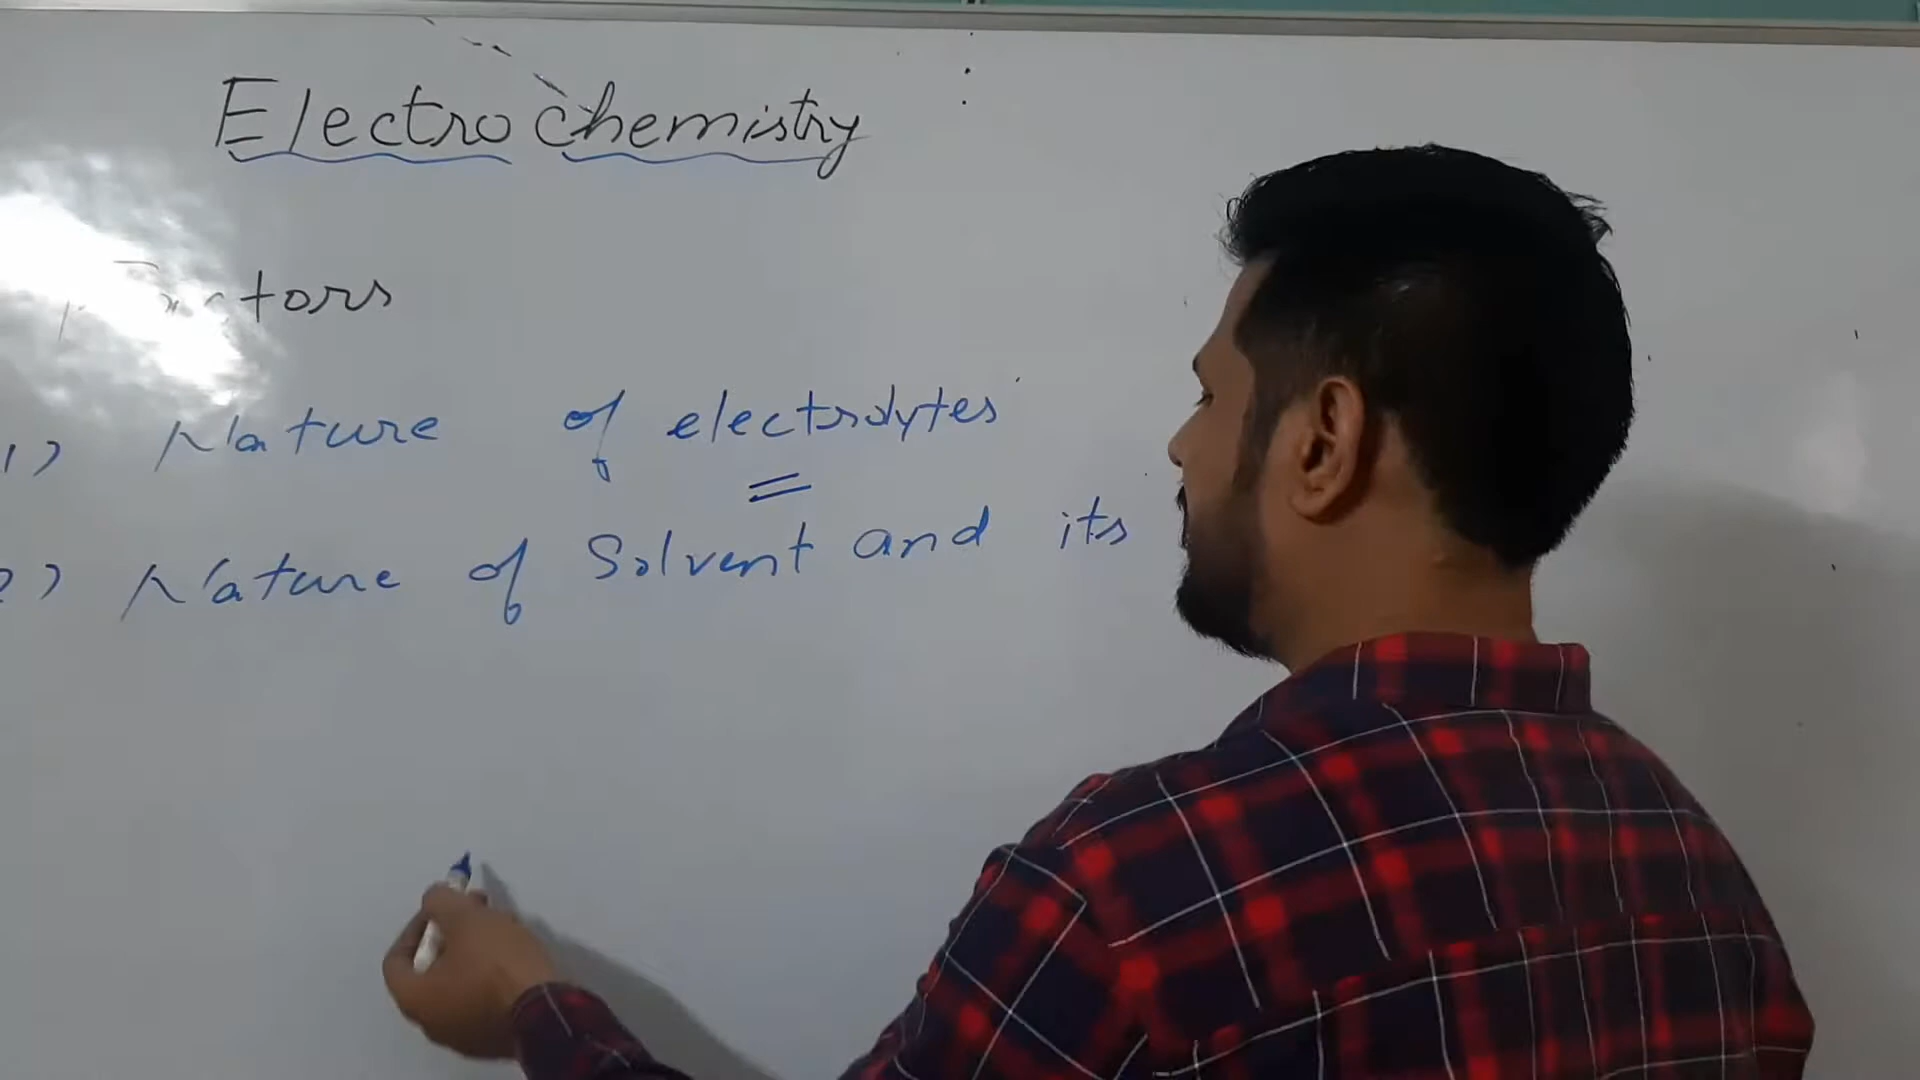 Electrochemistry
Factors
1) Nature of electrolytes
2) Nature of Solvent and its